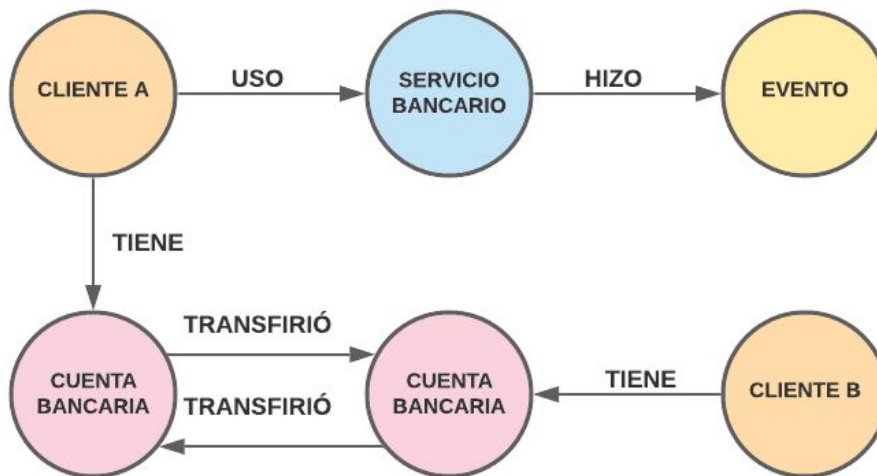 CLIENTE A
USO
SERVICIO
BANCARIO
HIZO
EVENTO
TIENE
TRANSFIRIÓ
CUENTA
BANCARIA
TRANSFIRIÓ
CUENTA
BANCARIA
TIENE
CLIENTE B